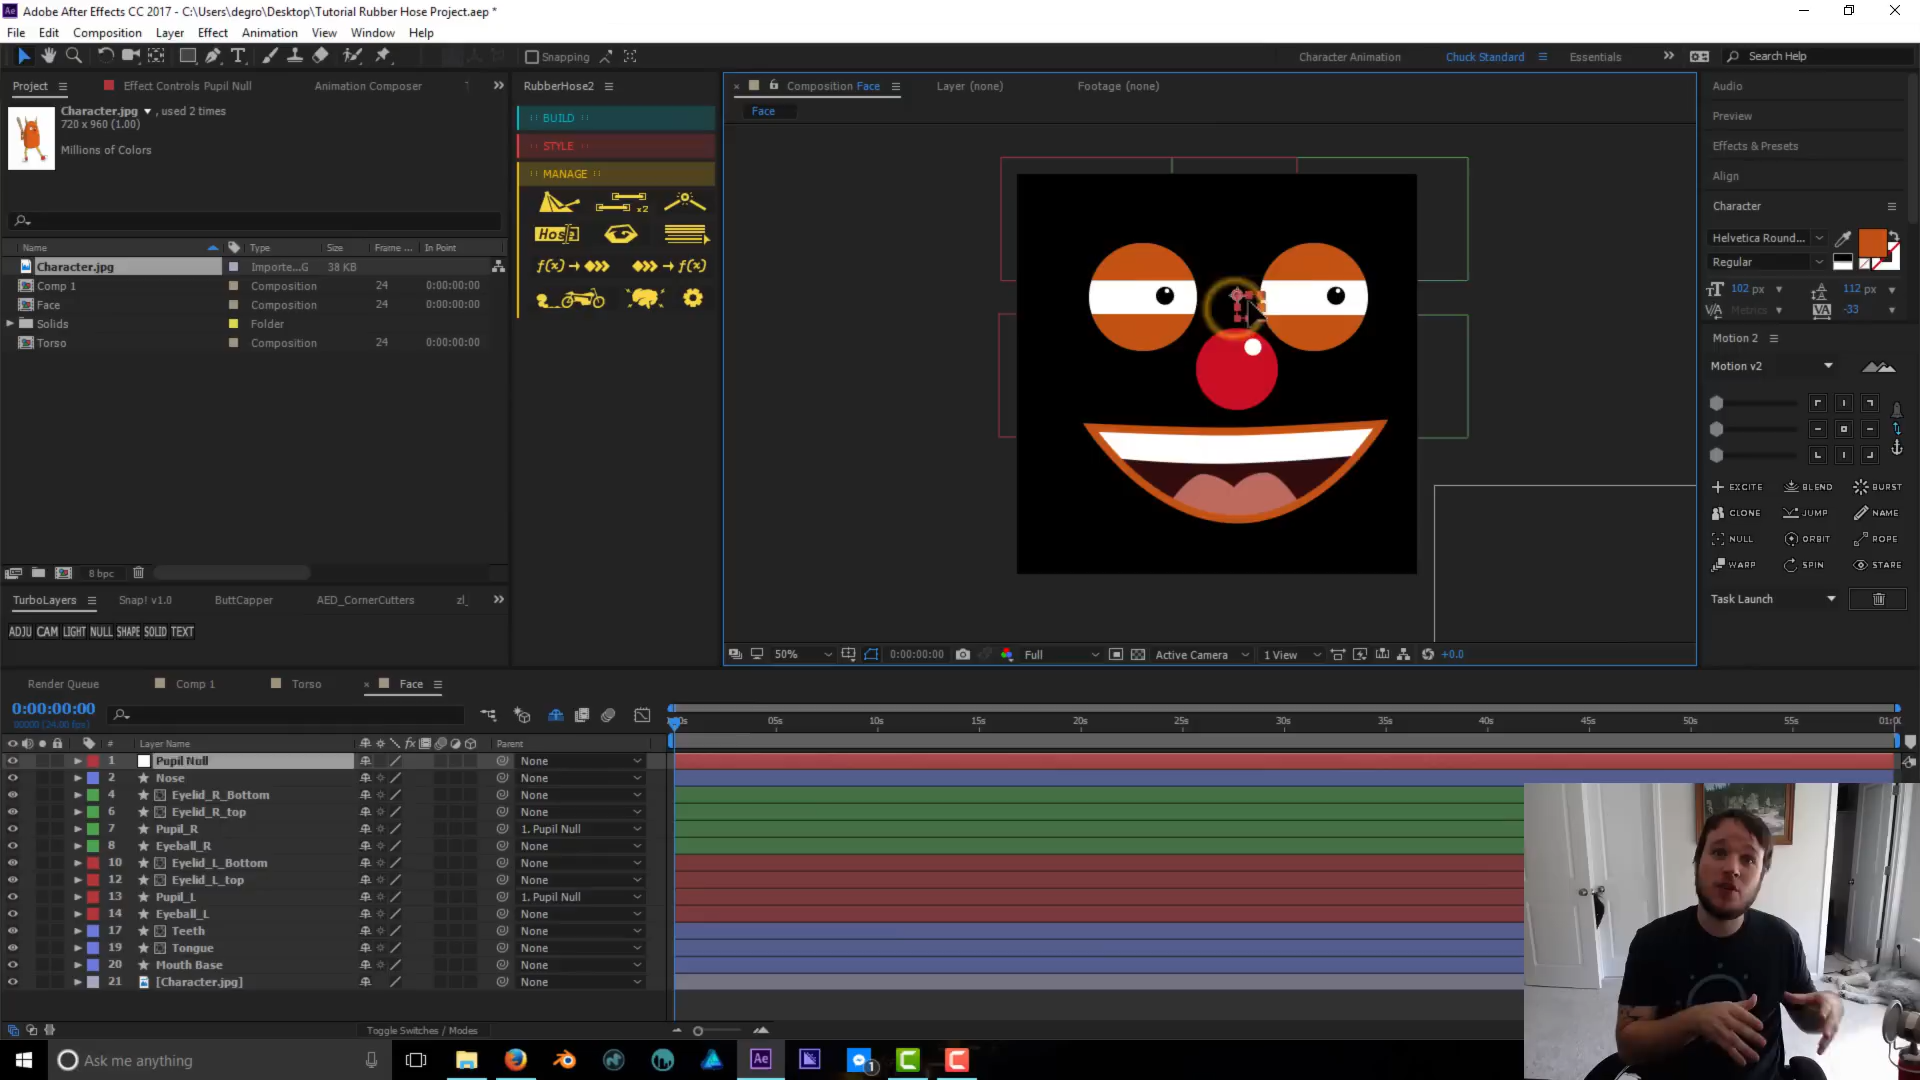 Adobe After Effects CC 2017 - C:\Users\degro\Desktop\Tutorial Rubber Hose Project.aep *
File Edit Composition Layer Effect Animation View Window Help
Snapping
Character Animation Chuck Standard Essentials Search Help
Project Effect Controls Pupil Null Animation Composer
RubberHose2
Composition Face Layer (none) Footage (none)
Face
Character.jpg , used 2 times
720 x 960 (1.00)
Millions of Colors
BUILD
STYLE
MANAGE
x2
Hose
f(x)
f(x)
Name Type Size Frame ... In Point
Character.jpg Importe...G 38 KB
Comp 1 Composition 24 0:00:00:00
Face Composition 24 0:00:00:00
Solids Folder
Torso Composition 24 0:00:00:00
8 bpc
TurboLayers Snap! v1.0 ButtCapper AED_CornerCutters zl_
ADJU CAM LIGHT NULL SHAPE SOLID TEXT
50% 0:00:00:00 Full Active Camera 1 View +0.0
Audio
Preview
Effects & Presets
Align
Character
Helvetica Round...
Regular
102 px 112 px
Metrics -33
Motion 2
Motion v2
EXCITE BLEND BURST
CLONE JUMP NAME
NULL ORBIT ROPE
WARP SPIN STARE
Task Launch
Render Queue Comp 1 Torso Face
0:00:00:00
00000 (24.00 fps)
05s 10s 15s 20s 25s 30s 35s 40s 45s 50s 55s
# Layer Name fx Parent
1 Pupil Null None
2 Nose None
4 Eyelid_R_Bottom None
6 Eyelid_R_top None
7 Pupil_R 1. Pupil Null
8 Eyeball_R None
10 Eyelid_L_Bottom None
12 Eyelid_L_top None
13 Pupil_L 1. Pupil Null
14 Eyeball_L None
17 Teeth None
19 Tongue None
20 Mouth Base None
21 [Character.jpg] None
Toggle Switches / Modes
Ask me anything
Ae
1